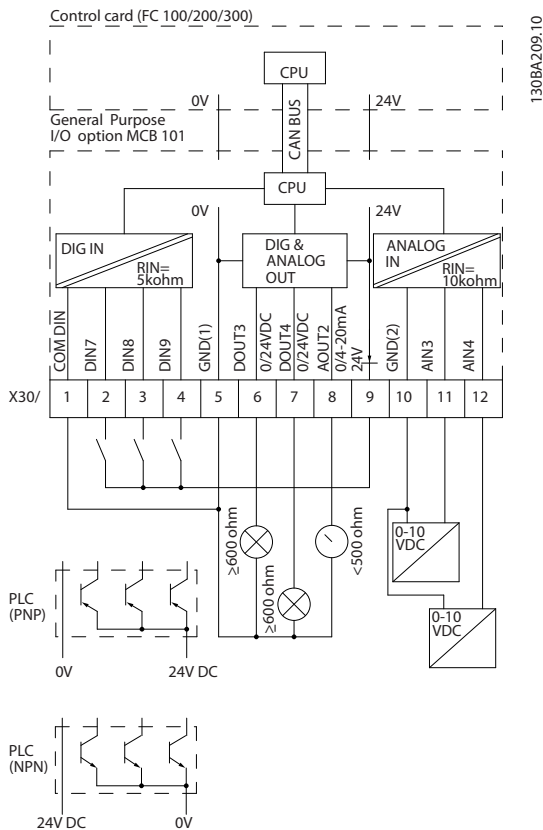 Control card (FC 100/200/300)
130BA209.10
CPU
0V
24V
General Purpose
I/O option MCB 101
CAN BUS
CPU
0V
24V
DIG IN
RIN=
5kohm
DIG &
ANALOG
OUT
ANALOG
IN
RIN=
10kohm
COM DIN
DIN7
DIN8
DIN9
GND(1)
DOUT3
0/24VDC
DOUT4
0/24VDC
AOUT2
0/4-20mA
24V
GND(2)
AIN3
AIN4
X30/
1
2
3
4
5
6
7
8
9
10
11
12
≥600 ohm
≥600 ohm
<500 ohm
0-10
VDC
0-10
VDC
PLC
(PNP)
0V
24V DC
PLC
(NPN)
24V DC
0V